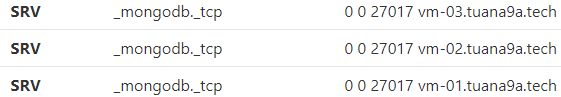 SRV _mongodb._tcp 0 0 27017 vm-03.tuana9a.tech
SRV _mongodb._tcp 0 0 27017 vm-02.tuana9a.tech
SRV _mongodb._tcp 0 0 27017 vm-01.tuana9a.tech